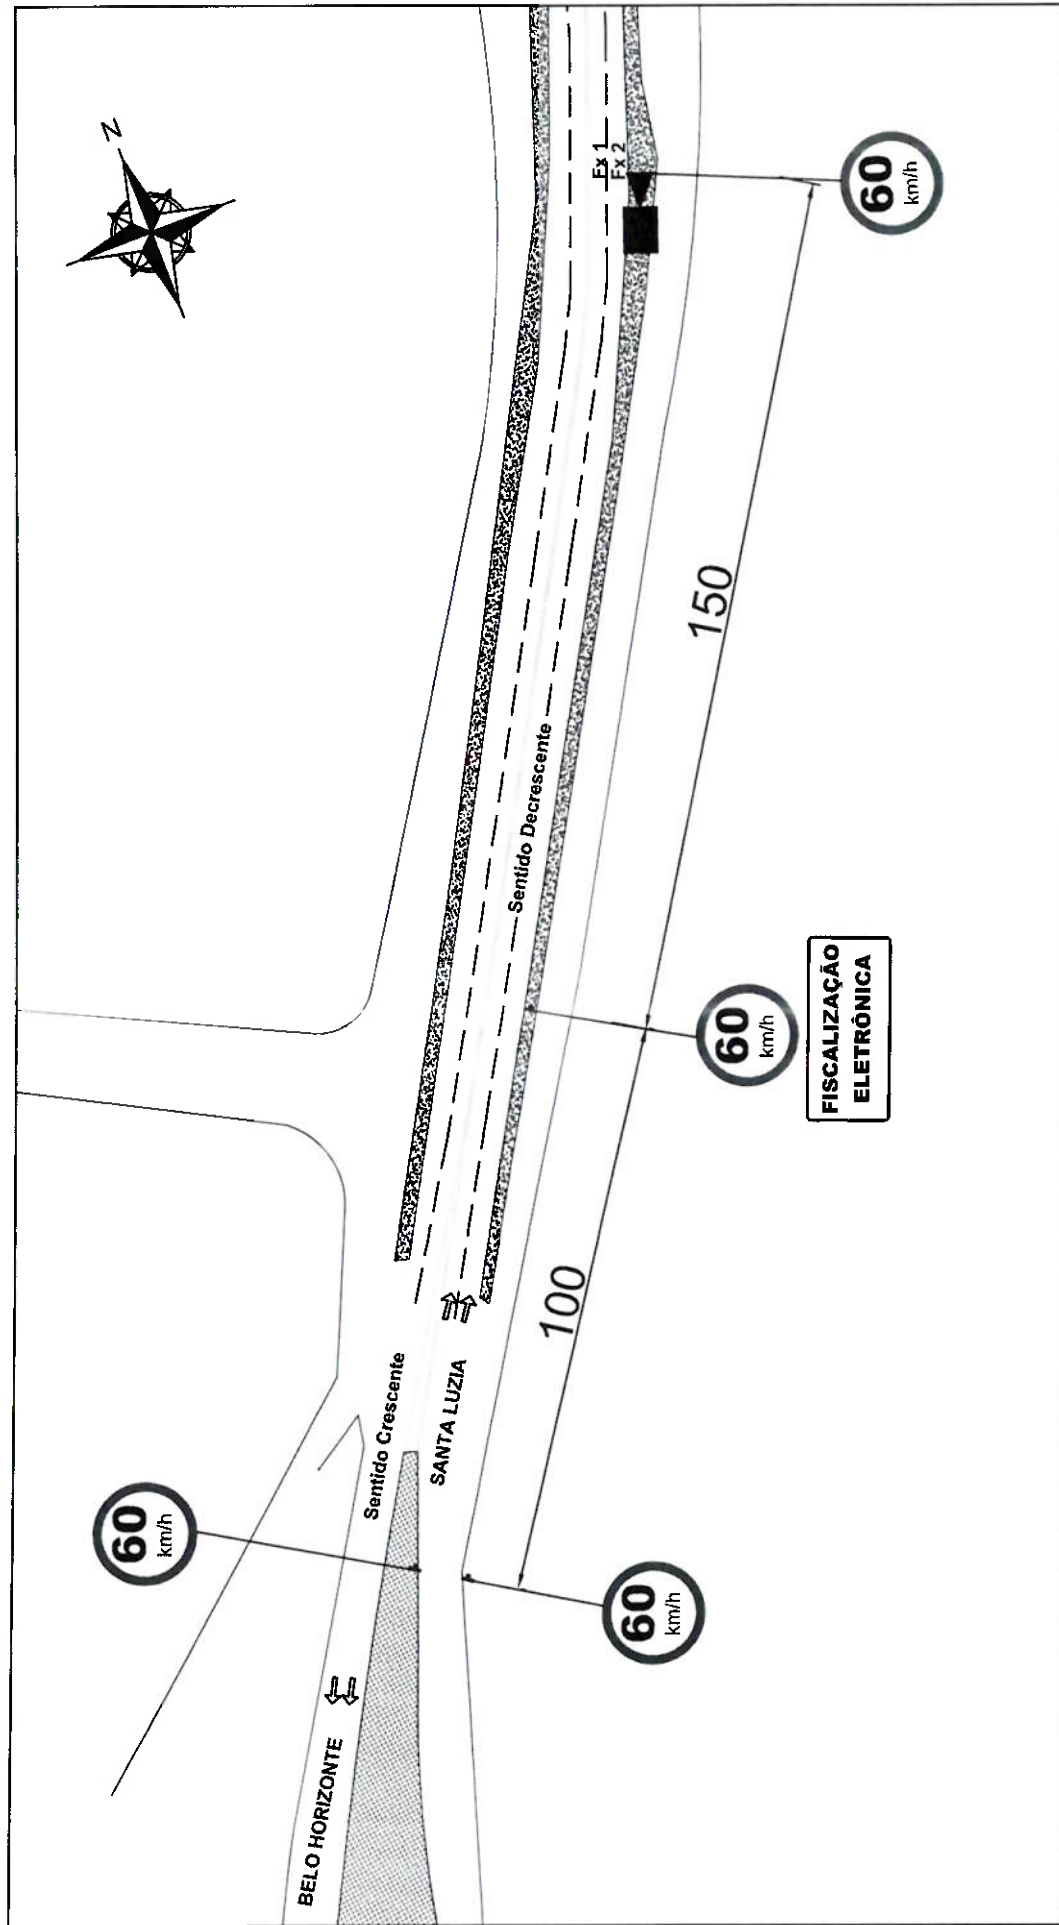 N
Fx 1
Fx 2
60
km/h
150
Sentido Decrescente
60
km/h
FISCALIZAÇÃO
ELETRÔNICA
100
Sentido Crescente
SANTA LUZIA
60
km/h
60
km/h
BELO HORIZONTE